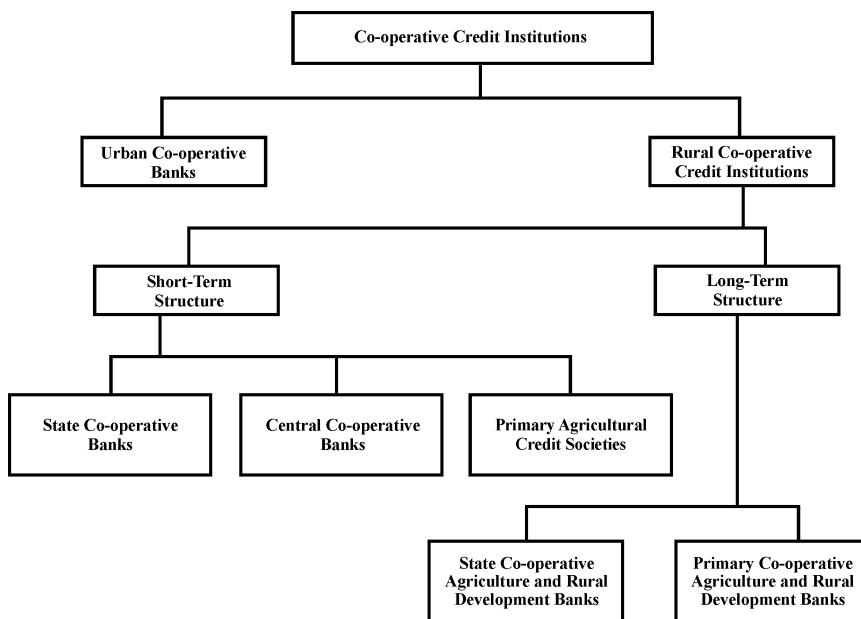 Co-operative Credit Institutions
Urban Co-operative
Banks
Rural Co-operative
Credit Institutions
Short-Term
Structure
Long-Term
Structure
State Co-operative
Banks
Central Co-operative
Banks
Primary Agricultural
Credit Societies
State Co-operative
Agriculture and Rural
Development Banks
Primary Co-operative
Agriculture and Rural
Development Banks